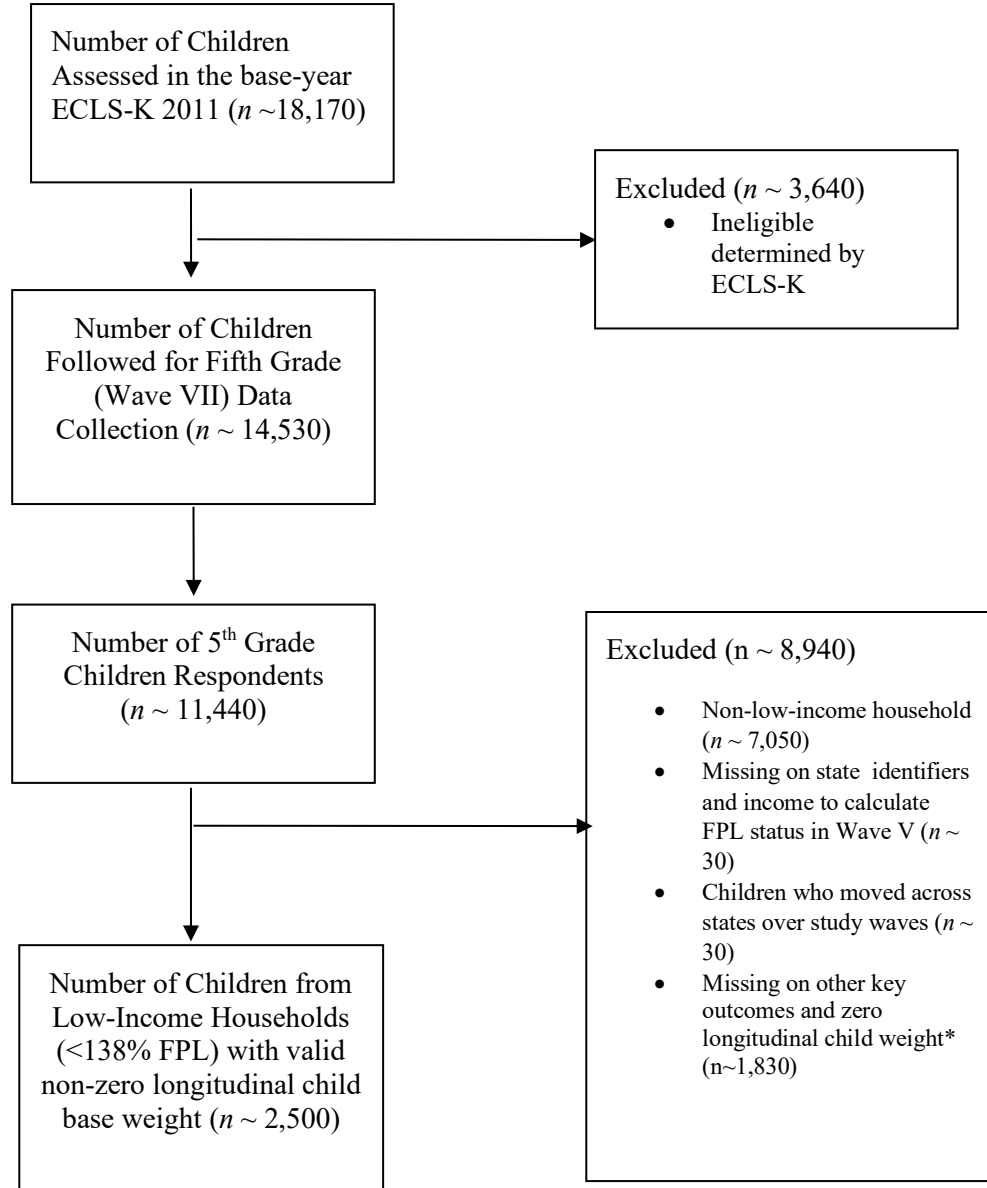 Number of Children
Assessed in the base-year
ECLS-K 2011 (n ~18,170)
Excluded (n ~ 3,640)
• Ineligible
determined by
ECLS-K
Number of Children
Followed for Fifth Grade
(Wave VII) Data
Collection (n ~ 14,530)
Number of 5th Grade
Children Respondents
(n ~ 11,440)
Excluded (n ~ 8,940)
• Non-low-income household
(n ~ 7,050)
• Missing on state identifiers
and income to calculate
FPL status in Wave V (n ~
30)
• Children who moved across
states over study waves (n ~
30)
• Missing on other key
outcomes and zero
longitudinal child weight*
(n~1,830)
Number of Children from
Low-Income Households
(<138% FPL) with valid
non-zero longitudinal child
base weight (n ~ 2,500)